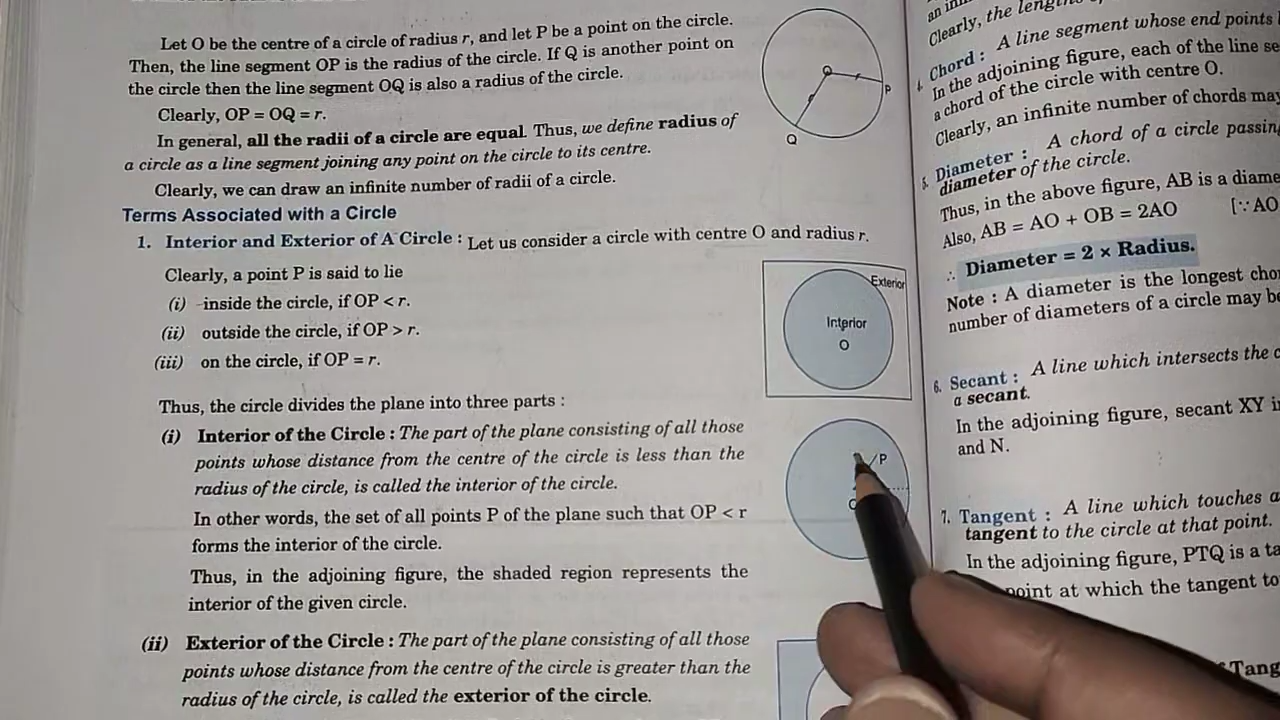 Let O be the centre of a circle of radius r, and let P be a point on the circle.
Then, the line segment OP is the radius of the circle. If Q is another point on
the circle then the line segment OQ is also a radius of the circle.
Clearly, OP = OQ = r.
In general, all the radii of a circle are equal. Thus, we define radius of
a circle as a line segment joining any point on the circle to its centre.
Clearly, we can draw an infinite number of radii of a circle.
O
P
Q
Terms Associated with a Circle
1. Interior and Exterior of A Circle : Let us consider a circle with centre O and radius r.
Clearly, a point P is said to lie
(i) inside the circle, if OP < r.
(ii) outside the circle, if OP > r.
(iii) on the circle, if OP = r.
Exterior
Interior
O
Thus, the circle divides the plane into three parts :
(i) Interior of the Circle : The part of the plane consisting of all those
points whose distance from the centre of the circle is less than the
radius of the circle, is called the interior of the circle.
In other words, the set of all points P of the plane such that OP < r
forms the interior of the circle.
Thus, in the adjoining figure, the shaded region represents the
interior of the given circle.
P
(ii) Exterior of the Circle : The part of the plane consisting of all those
points whose distance from the centre of the circle is greater than the
radius of the circle, is called the exterior of the circle.
an
Clearly, the
4. Chord : A line segment whose end points
In the adjoining figure, each of the line
a chord of the circle with centre O.
Clearly, an infinite number of chords may
5. Diameter : A chord of a circle
diameter of the circle.
Thus, in the above figure, AB is a
Also, AB = AO + OB = 2AO [∵ AO
∴ Diameter = 2 × Radius.
Note : A diameter is the longest
number of diameters of a circle may
6. Secant : A line which intersects the
a secant.
In the adjoining figure, secant XY
and N.
7. Tangent : A line which touches a
tangent to the circle at that point.
In the adjoining figure, PTQ is a
point at which the tangent